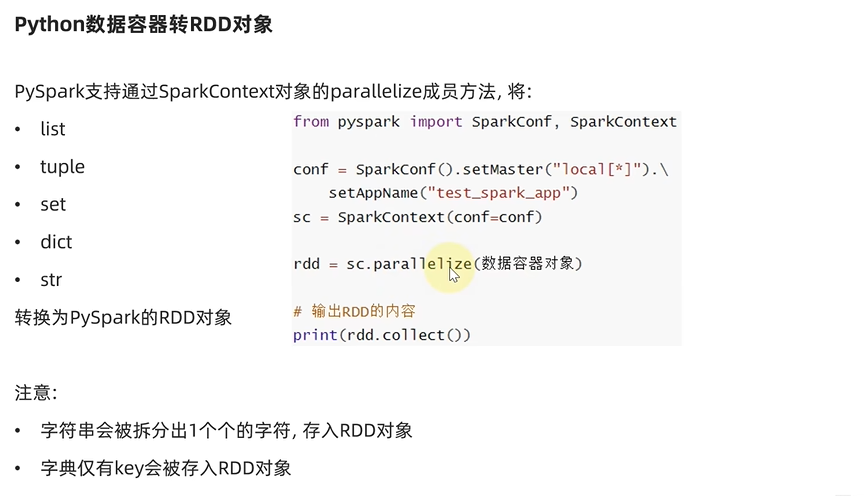 Python数据容器转RDD对象
PySpark支持通过SparkContext对象的parallelize成员方法, 将:
• list
• tuple
• set
• dict
• str
转换为PySpark的RDD对象
from pyspark import SparkConf, SparkContext
conf = SparkConf().setMaster("local[*]").\
setAppName("test_spark_app")
sc = SparkContext(conf=conf)
rdd = sc.parallelize(数据容器对象)
# 输出RDD的内容
print(rdd.collect())
注意:
• 字符串会被拆分出1个个的字符, 存入RDD对象
• 字典仅有key会被存入RDD对象